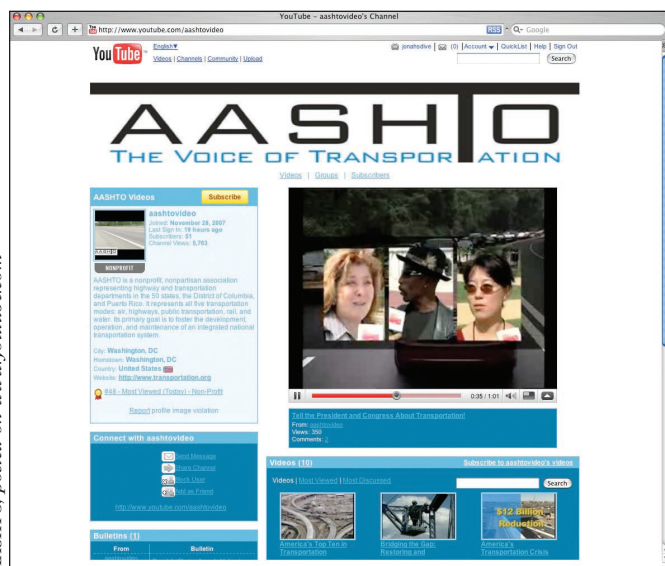 YouTube – aashtovideo's Channel
http://www.youtube.com/aashtovideo
RSS
Google
YouTube
English
Videos | Channels | Community | Upload
jonahsdive | (0) | Account | QuickList | Help | Sign Out
Search
AASHTO
THE VOICE OF TRANSPORTATION
Videos | Groups | Subscribers
AASHTO Videos
Subscribe
aashtovideo
Joined: November 28, 2007
Last Sign In: 19 hours ago
Subscribers: 81
Channel Views: 5,703
AASHTO
NONPROFIT
AASHTO is a nonprofit, nonpartisan association
representing highway and transportation
departments in the 50 states, the District of Columbia,
and Puerto Rico. It represents all five transportation
modes: air, highways, public transportation, rail, and
water. Its primary goal is to foster the development,
operation, and maintenance of an integrated national
transportation system.
City: Washington, DC
Hometown: Washington, DC
Country: United States
Website: http://www.transportation.org
#48 - Most Viewed (Today) - Non-Profit
Report profile image violation
Connect with aashtovideo
Send Message
Share Channel
Block User
Add as Friend
http://www.youtube.com/aashtovideo
Bulletins (1)
From Bulletin
aashtovideo
0:35 / 1:01
Tell the President and Congress About Transportation!
From: aashtovideo
Views: 350
Comments: 2
Videos (10)
Subscribe to aashtovideo's videos
Videos | Most Viewed | Most Discussed
Search
$12 Billion
Reduction
America's Top Ten in
Transportation
Bridging the Gap:
Restoring and
America's
Transportation Crisis